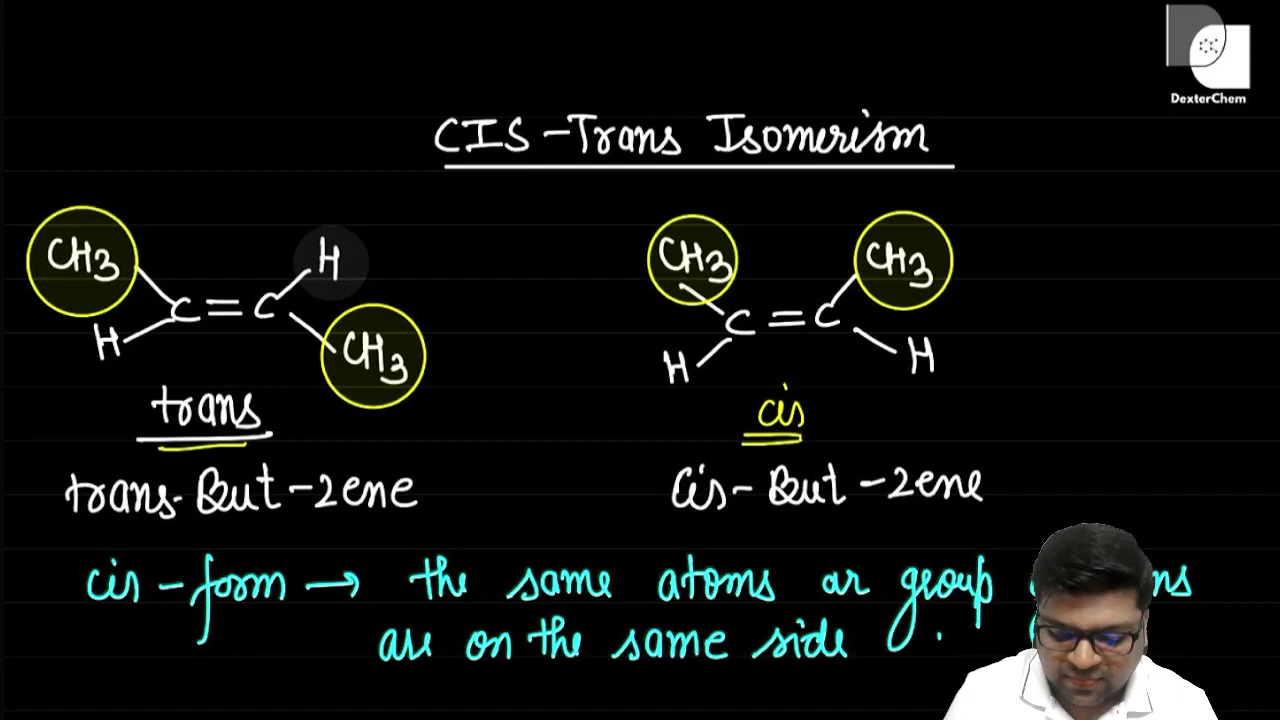 DexterChem
CIS-Trans Isomerism
CH3 H
C=C
H CH3
trans
trans-But-2ene
CH3 CH3
C=C
H H
cis
Cis-But-2ene
cis-form → the same atoms or group
are on the same side